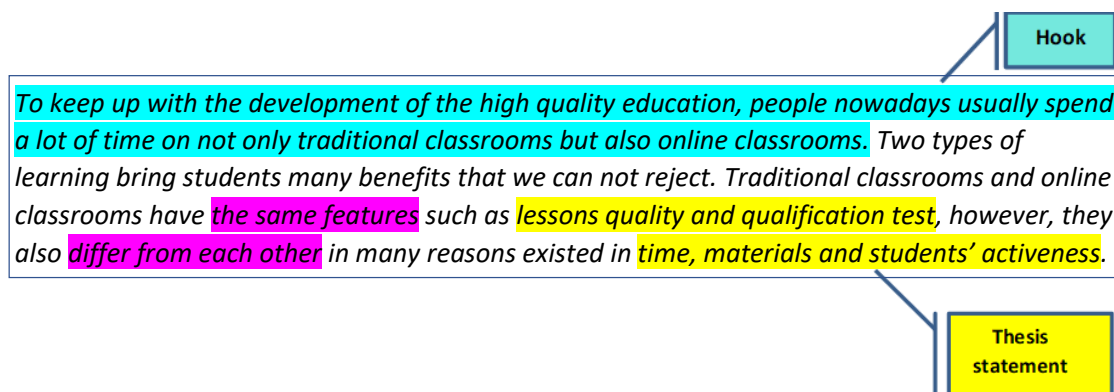 Hook
To keep up with the development of the high quality education, people nowadays usually spend
a lot of time on not only traditional classrooms but also online classrooms. Two types of
learning bring students many benefits that we can not reject. Traditional classrooms and online
classrooms have the same features such as lessons quality and qualification test, however, they
also differ from each other in many reasons existed in time, materials and students’ activeness.
Thesis
statement